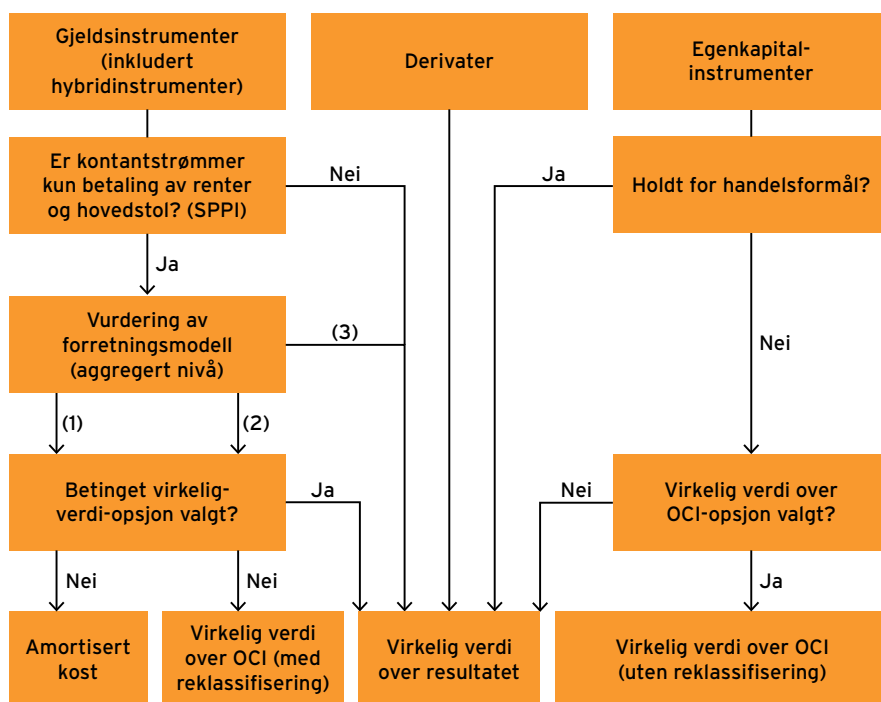 Gjeldsinstrumenter
(inkludert
hybridinstrumenter)
Derivater
Egenkapital-
instrumenter
Er kontantstrømmer
kun betaling av renter
og hovedstol? (SPPI)
Nei
Ja
Holdt for handelsformål?
Ja
Vurdering av
forretningsmodell
(aggregert nivå)
(3)
Nei
(1)
(2)
Betinget virkelig-
verdi-opsjon valgt?
Ja
Nei
Virkelig verdi over
OCI-opsjon valgt?
Nei
Nei
Ja
Amortisert
kost
Virkelig verdi
over OCI (med
reklassifisering)
Virkelig verdi
over resultatet
Virkelig verdi over OCI
(uten reklassifisering)